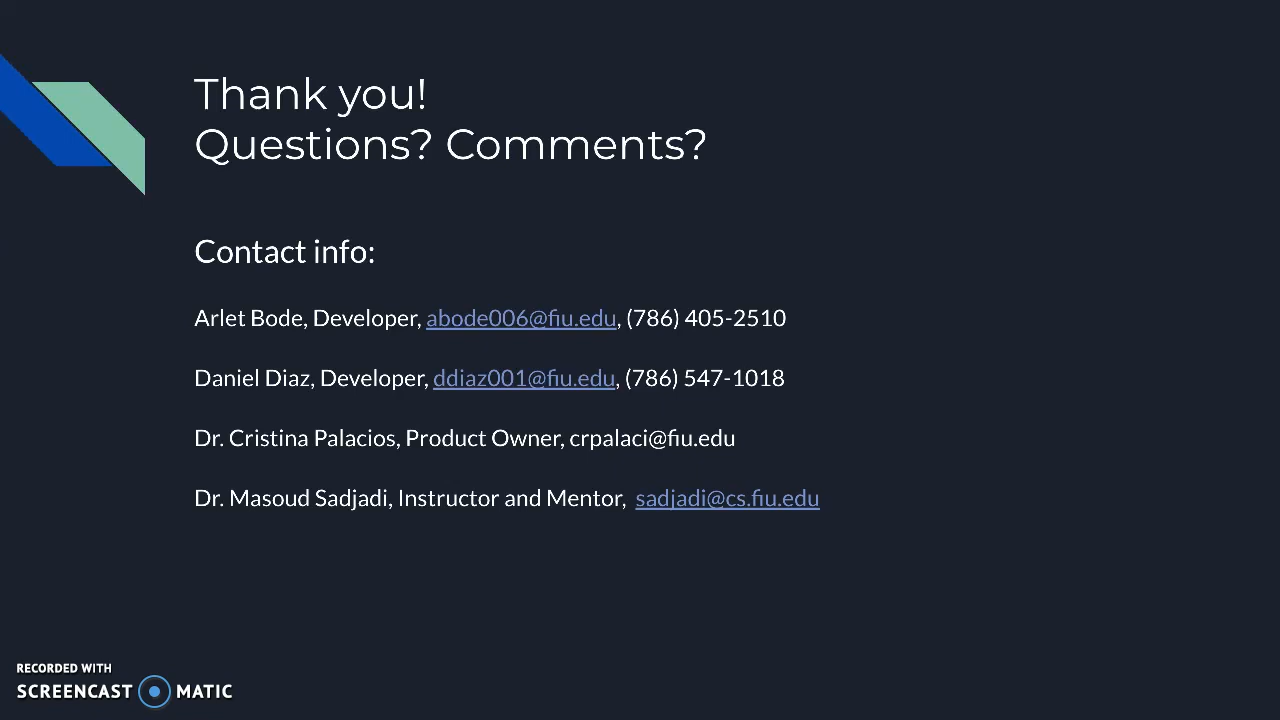 Thank you!
Questions? Comments?
Contact info:
Arlet Bode, Developer, abode006@fiu.edu, (786) 405-2510
Daniel Diaz, Developer, ddiaz001@fiu.edu, (786) 547-1018
Dr. Cristina Palacios, Product Owner, crpalaci@fiu.edu
Dr. Masoud Sadjadi, Instructor and Mentor, sadjadi@cs.fiu.edu
RECORDED WITH
SCREENCAST MATIC